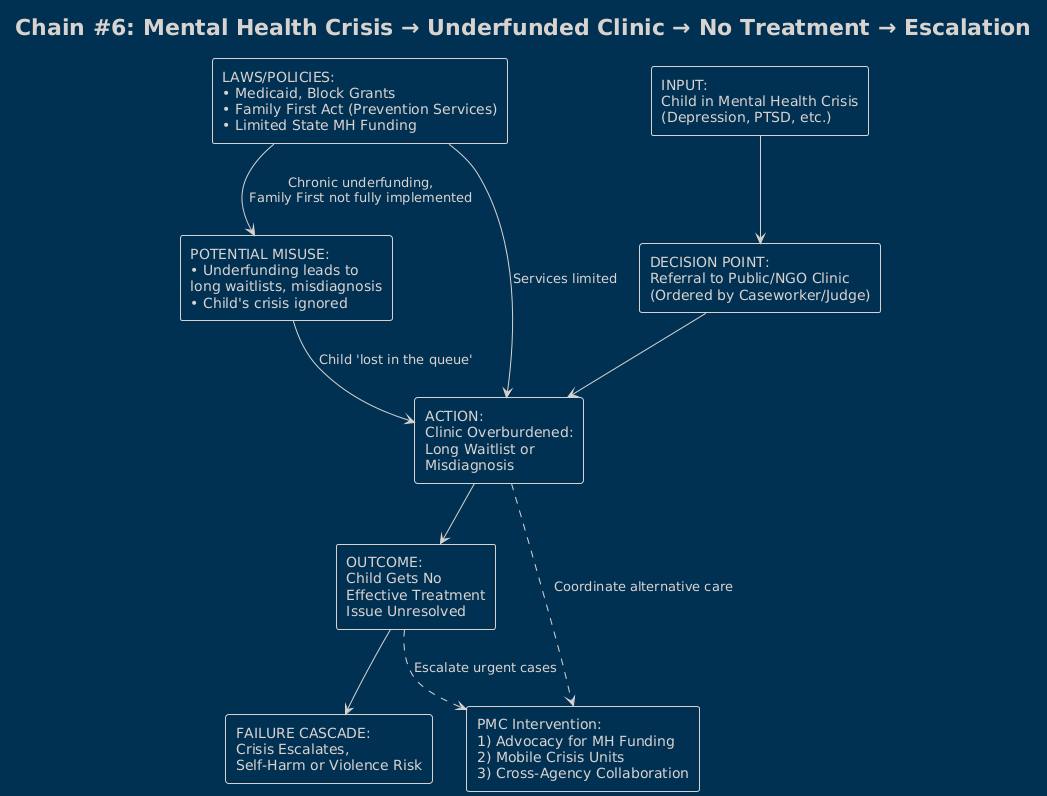 Chain #6: Mental Health Crisis → Underfunded Clinic → No Treatment → Escalation
LAWS/POLICIES:
• Medicaid, Block Grants
• Family First Act (Prevention Services)
• Limited State MH Funding
INPUT:
Child in Mental Health Crisis
(Depression, PTSD, etc.)
Chronic underfunding,
Family First not fully implemented
POTENTIAL MISUSE:
• Underfunding leads to
long waitlists, misdiagnosis
• Child's crisis ignored
Services limited
DECISION POINT:
Referral to Public/NGO Clinic
(Ordered by Caseworker/Judge)
Child 'lost in the queue'
ACTION:
Clinic Overburdened:
Long Waitlist or
Misdiagnosis
OUTCOME:
Child Gets No
Effective Treatment
Issue Unresolved
Coordinate alternative care
Escalate urgent cases
FAILURE CASCADE:
Crisis Escalates,
Self-Harm or Violence Risk
PMC Intervention:
1) Advocacy for MH Funding
2) Mobile Crisis Units
3) Cross-Agency Collaboration